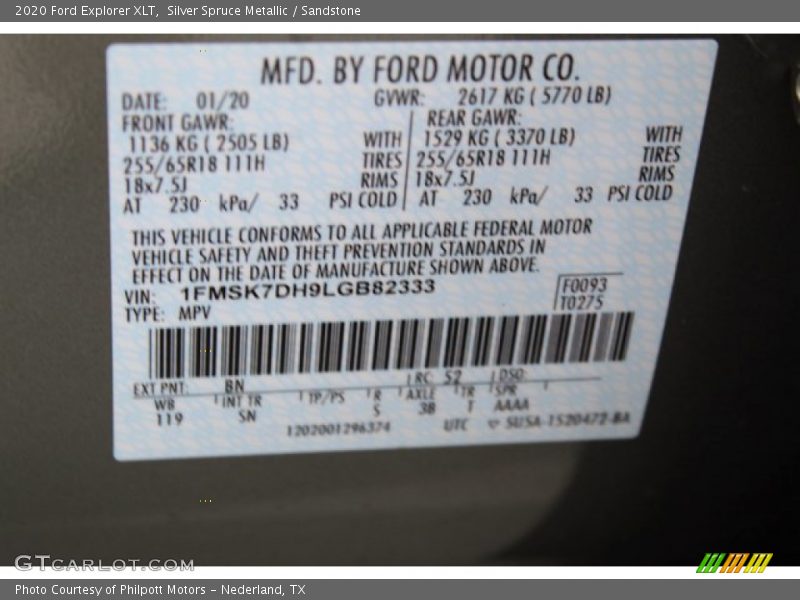 2020 Ford Explorer XLT,  Silver Spruce Metallic / Sandstone
MFD. BY FORD MOTOR CO.
DATE: 01/20 GVWR: 2617 KG ( 5770 LB)
FRONT GAWR: REAR GAWR:
1136 KG ( 2505 LB) WITH 1529 KG ( 3370 LB) WITH
255/65R18 111H TIRES 255/65R18 111H TIRES
18x7.5J RIMS 18x7.5J RIMS
AT 230 kPa/ 33 PSI COLD AT 230 kPa/ 33 PSI COLD
THIS VEHICLE CONFORMS TO ALL APPLICABLE FEDERAL MOTOR
VEHICLE SAFETY AND THEFT PREVENTION STANDARDS IN
EFFECT ON THE DATE OF MANUFACTURE SHOWN ABOVE.
VIN: 1FMSK7DH9LGB82333 F0093
TYPE: MPV T0275
EXT PNT: BN RC: 52 DSO:
WB INT TR TP/PS R AXLE TR SPR
119 SN S 3B T AAAA
1202001296374 UTC SU5A-1520472-BA
GTCARLOT.COM
Photo Courtesy of Philpott Motors - Nederland, TX